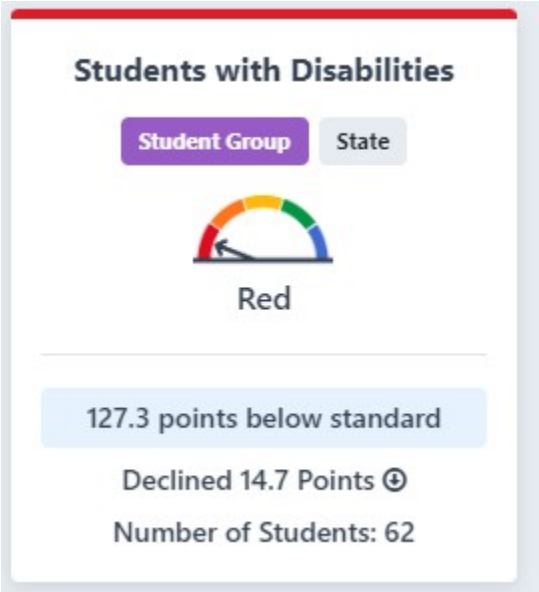 Students with Disabilities
Student Group State
Red
127.3 points below standard
Declined 14.7 Points
Number of Students: 62